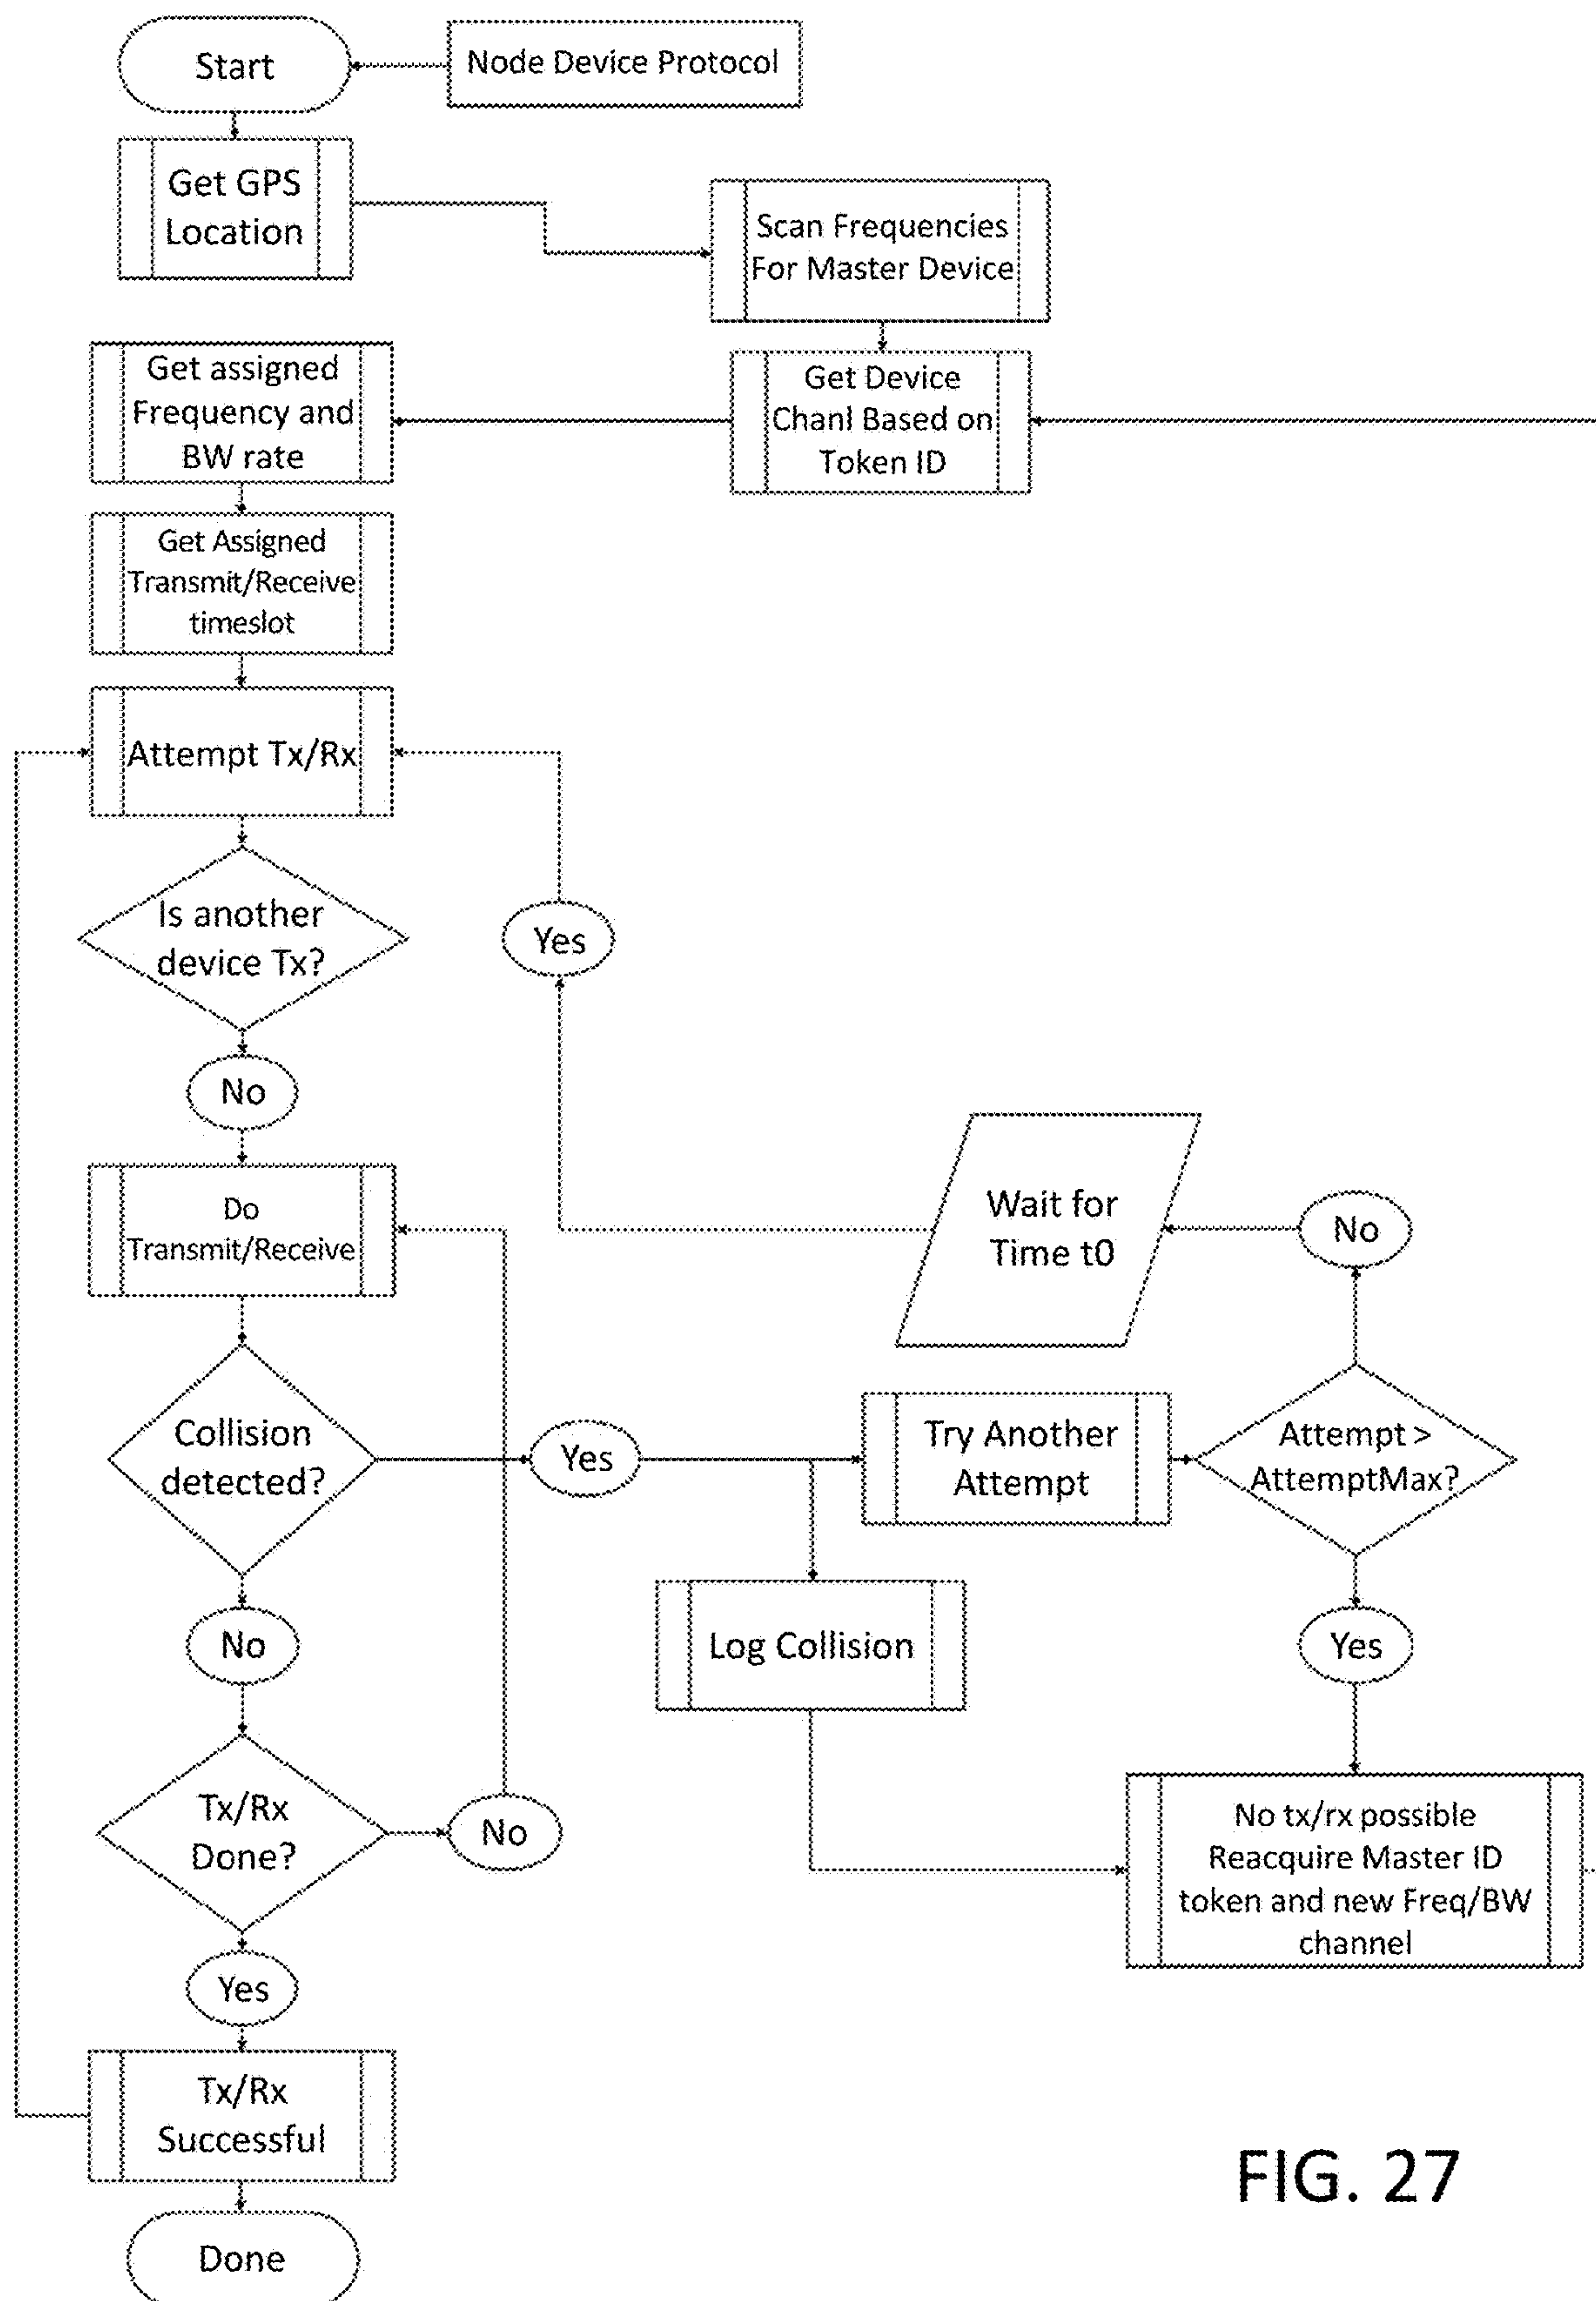 Start
Node Device Protocol
Get GPS
Location
Scan Frequencies
For Master Device
Get assigned
Frequency and
BW rate
Get Device
Chanl Based on
Token ID
Get Assigned
Transmit/Receive
timeslot
Attempt Tx/Rx
Is another
device Tx?
Yes
No
Do
Transmit/Receive
Wait for
Time t0
No
Collision
detected?
Yes
Try Another
Attempt
Attempt >
AttemptMax?
No
Log Collision
Yes
Tx/Rx
Done?
No
No tx/rx possible
Reacquire Master ID
token and new Freq/BW
channel
Yes
Tx/Rx
Successful
Done
FIG. 27